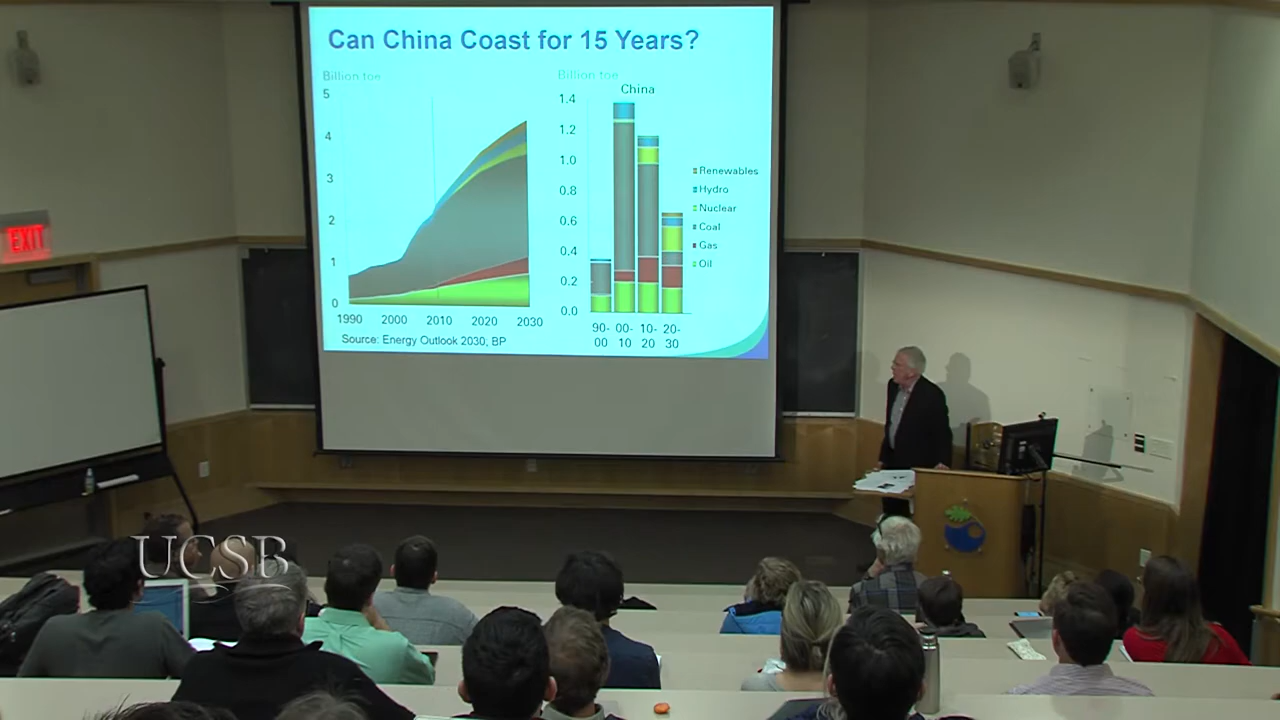 Can China Coast for 15 Years?
Billion toe
5
4
3
2
1
0
1990 2000 2010 2020 2030
Source: Energy Outlook 2030, BP
Billion toe
China
1.4
1.2
1.0
0.8
0.6
0.4
0.2
0.0
90- 00- 10- 20-
00 10 20 30
Renewables
Hydro
Nuclear
Coal
Gas
Oil
EXIT
UCSB